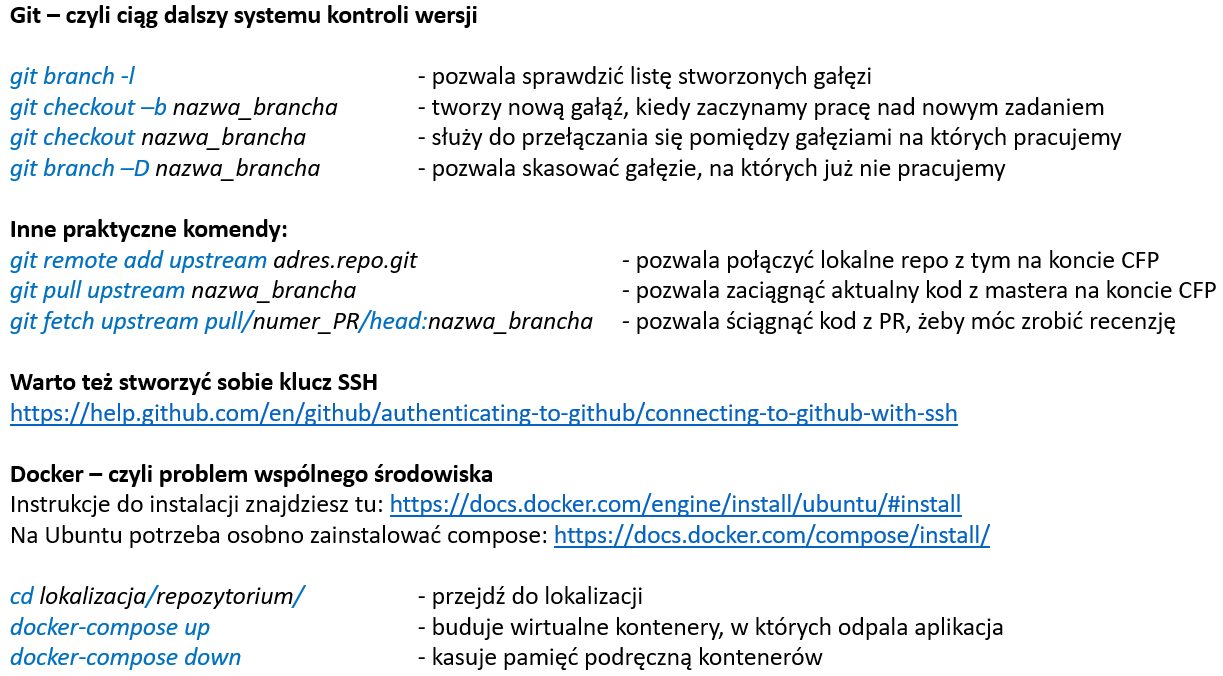 Git – czyli ciąg dalszy systemu kontroli wersji
git branch -l - pozwala sprawdzić listę stworzonych gałęzi
git checkout –b nazwa_brancha - tworzy nową gałąź, kiedy zaczynamy pracę nad nowym zadaniem
git checkout nazwa_brancha - służy do przełączania się pomiędzy gałęziami na których pracujemy
git branch –D nazwa_brancha - pozwala skasować gałęzie, na których już nie pracujemy
Inne praktyczne komendy:
git remote add upstream adres.repo.git - pozwala połączyć lokalne repo z tym na koncie CFP
git pull upstream nazwa_brancha - pozwala zaciągnąć aktualny kod z mastera na koncie CFP
git fetch upstream pull/numer_PR/head:nazwa_brancha - pozwala ściągnąć kod z PR, żeby móc zrobić recenzję
Warto też stworzyć sobie klucz SSH
https://help.github.com/en/github/authenticating-to-github/connecting-to-github-with-ssh
Docker – czyli problem wspólnego środowiska
Instrukcje do instalacji znajdziesz tu: https://docs.docker.com/engine/install/ubuntu/#install
Na Ubuntu potrzeba osobno zainstalować compose: https://docs.docker.com/compose/install/
cd lokalizacja/repozytorium/ - przejdź do lokalizacji
docker-compose up - buduje wirtualne kontenery, w których odpala aplikacja
docker-compose down - kasuje pamięć podręczną kontenerów